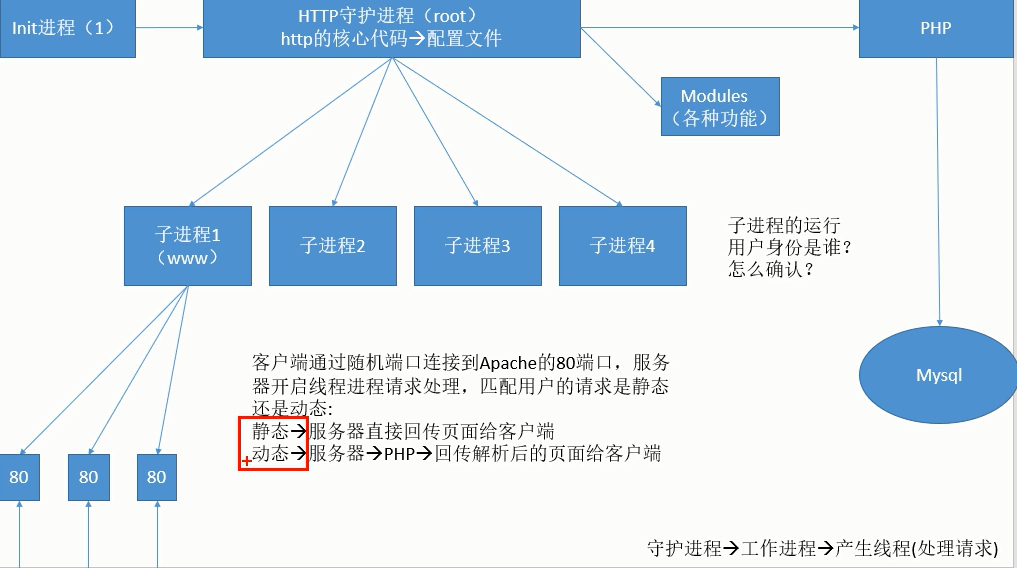 Init进程（1）
HTTP守护进程（root）
http的核心代码→配置文件
PHP
Modules
（各种功能）
子进程1
（www）
子进程2
子进程3
子进程4
子进程的运行
用户身份是谁？
怎么确认？
客户端通过随机端口连接到Apache的80端口，服务
器开启线程进程请求处理，匹配用户的请求是静态
还是动态:
静态→服务器直接回传页面给客户端
动态→服务器→PHP→回传解析后的页面给客户端
Mysql
80
80
80
守护进程→工作进程→产生线程(处理请求)